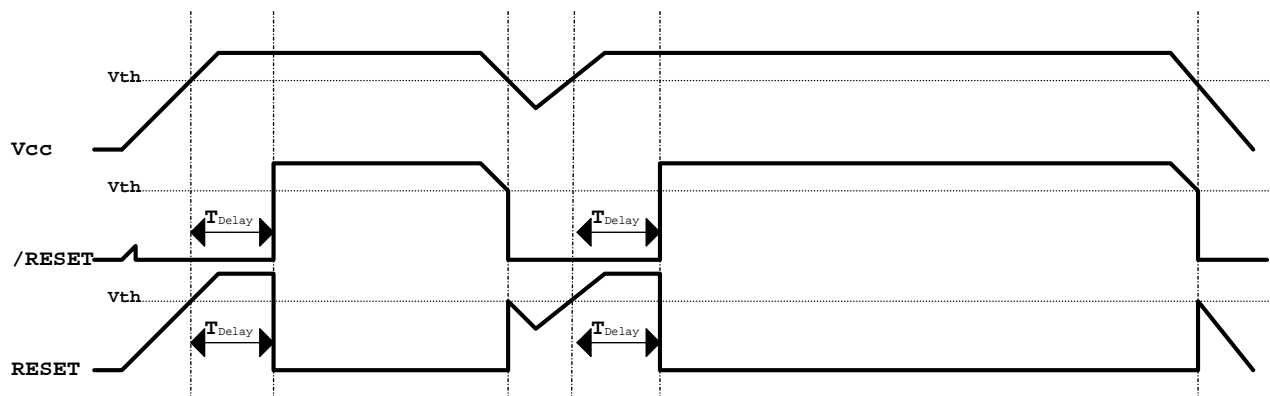 Vth
Vcc
Vth
TDelay TDelay
/RESET
Vth
TDelay TDelay
RESET